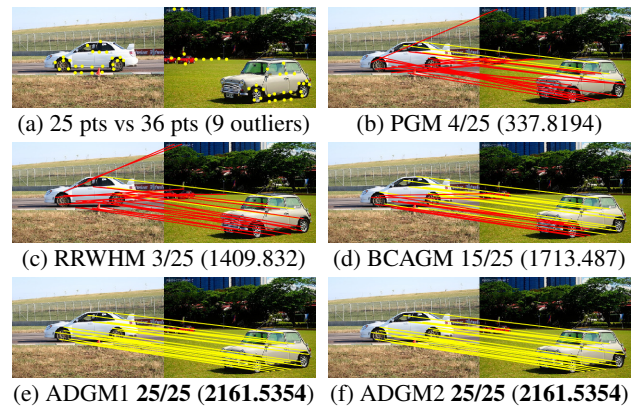 (a) 25 pts vs 36 pts (9 outliers)
(b) PGM 4/25 (337.8194)
(c) RRWHM 3/25 (1409.832)
(d) BCAGM 15/25 (1713.487)
(e) ADGM1 25/25 (2161.5354)
(f) ADGM2 25/25 (2161.5354)